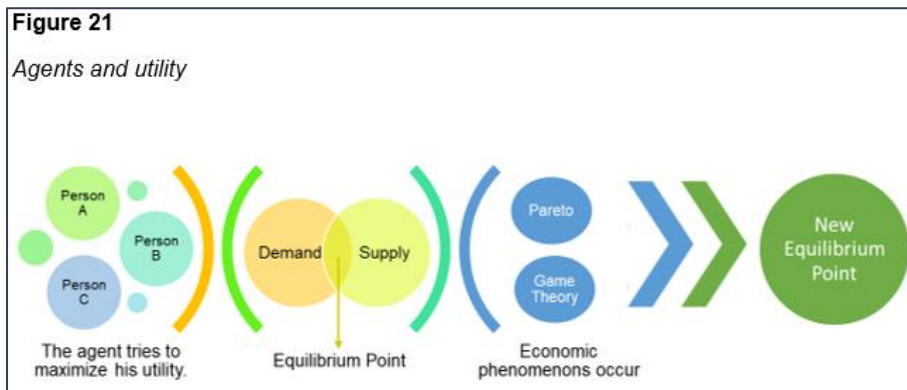 Figure 21
Agents and utility
Person
A
Person
B
Person
C
The agent tries to
maximize his utility.
Demand
Supply
Equilibrium Point
Pareto
Game
Theory
Economic
phenomenons occur
New
Equilibrium
Point